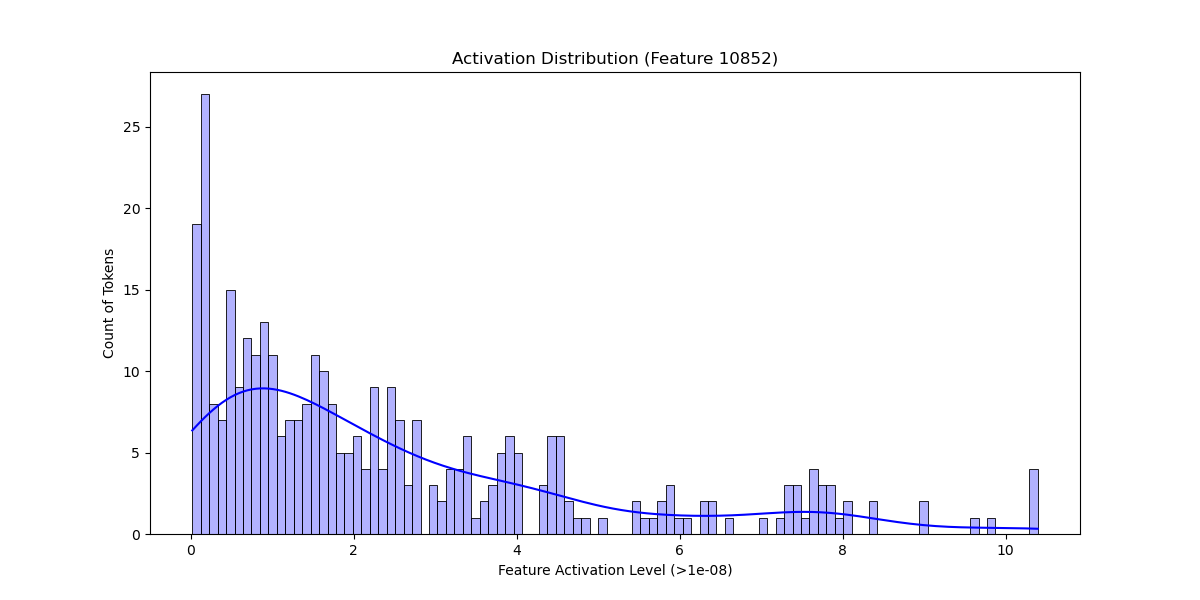 Activation Distribution (Feature 10852)
Count of Tokens
25
20
15
10
5
0
0 2 4 6 8 10
Feature Activation Level (>1e-08)